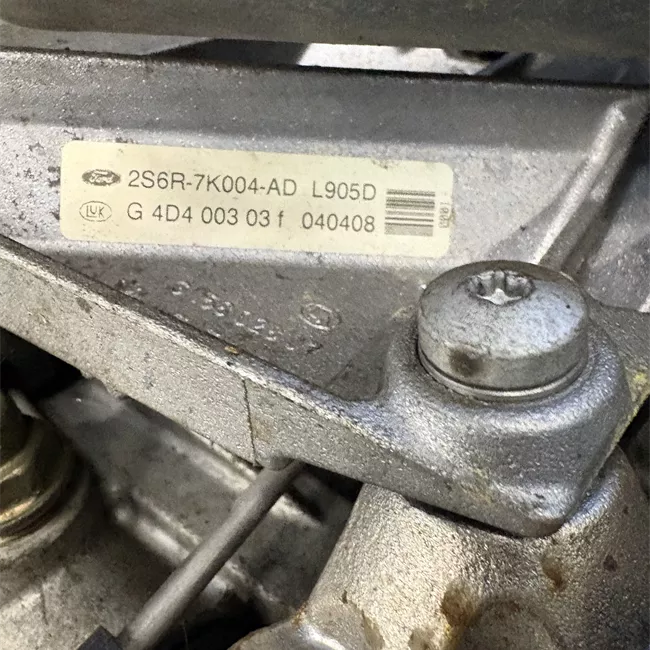 Ford 2S6R-7K004-AD L905D
LUK G 4D4 003 03 f 040408